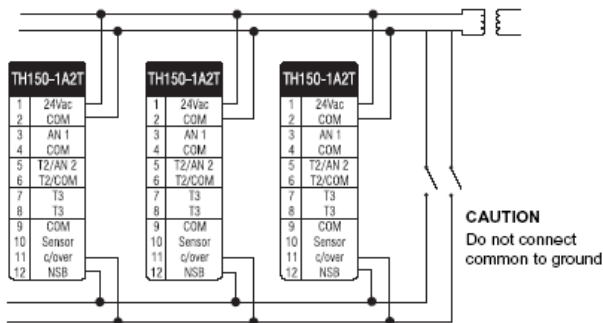 TH150-1A2T
1 24Vac
2 COM
3 AN 1
4 COM
5 T2/AN 2
6 T2/COM
7 T3
8 T3
9 COM
10 Sensor
11 c/over
12 NSB
TH150-1A2T
1 24Vac
2 COM
3 AN 1
4 COM
5 T2/AN 2
6 T2/COM
7 T3
8 T3
9 COM
10 Sensor
11 c/over
12 NSB
TH150-1A2T
1 24Vac
2 COM
3 AN 1
4 COM
5 T2/AN 2
6 T2/COM
7 T3
8 T3
9 COM
10 Sensor
11 c/over
12 NSB
CAUTION
Do not connect
common to ground